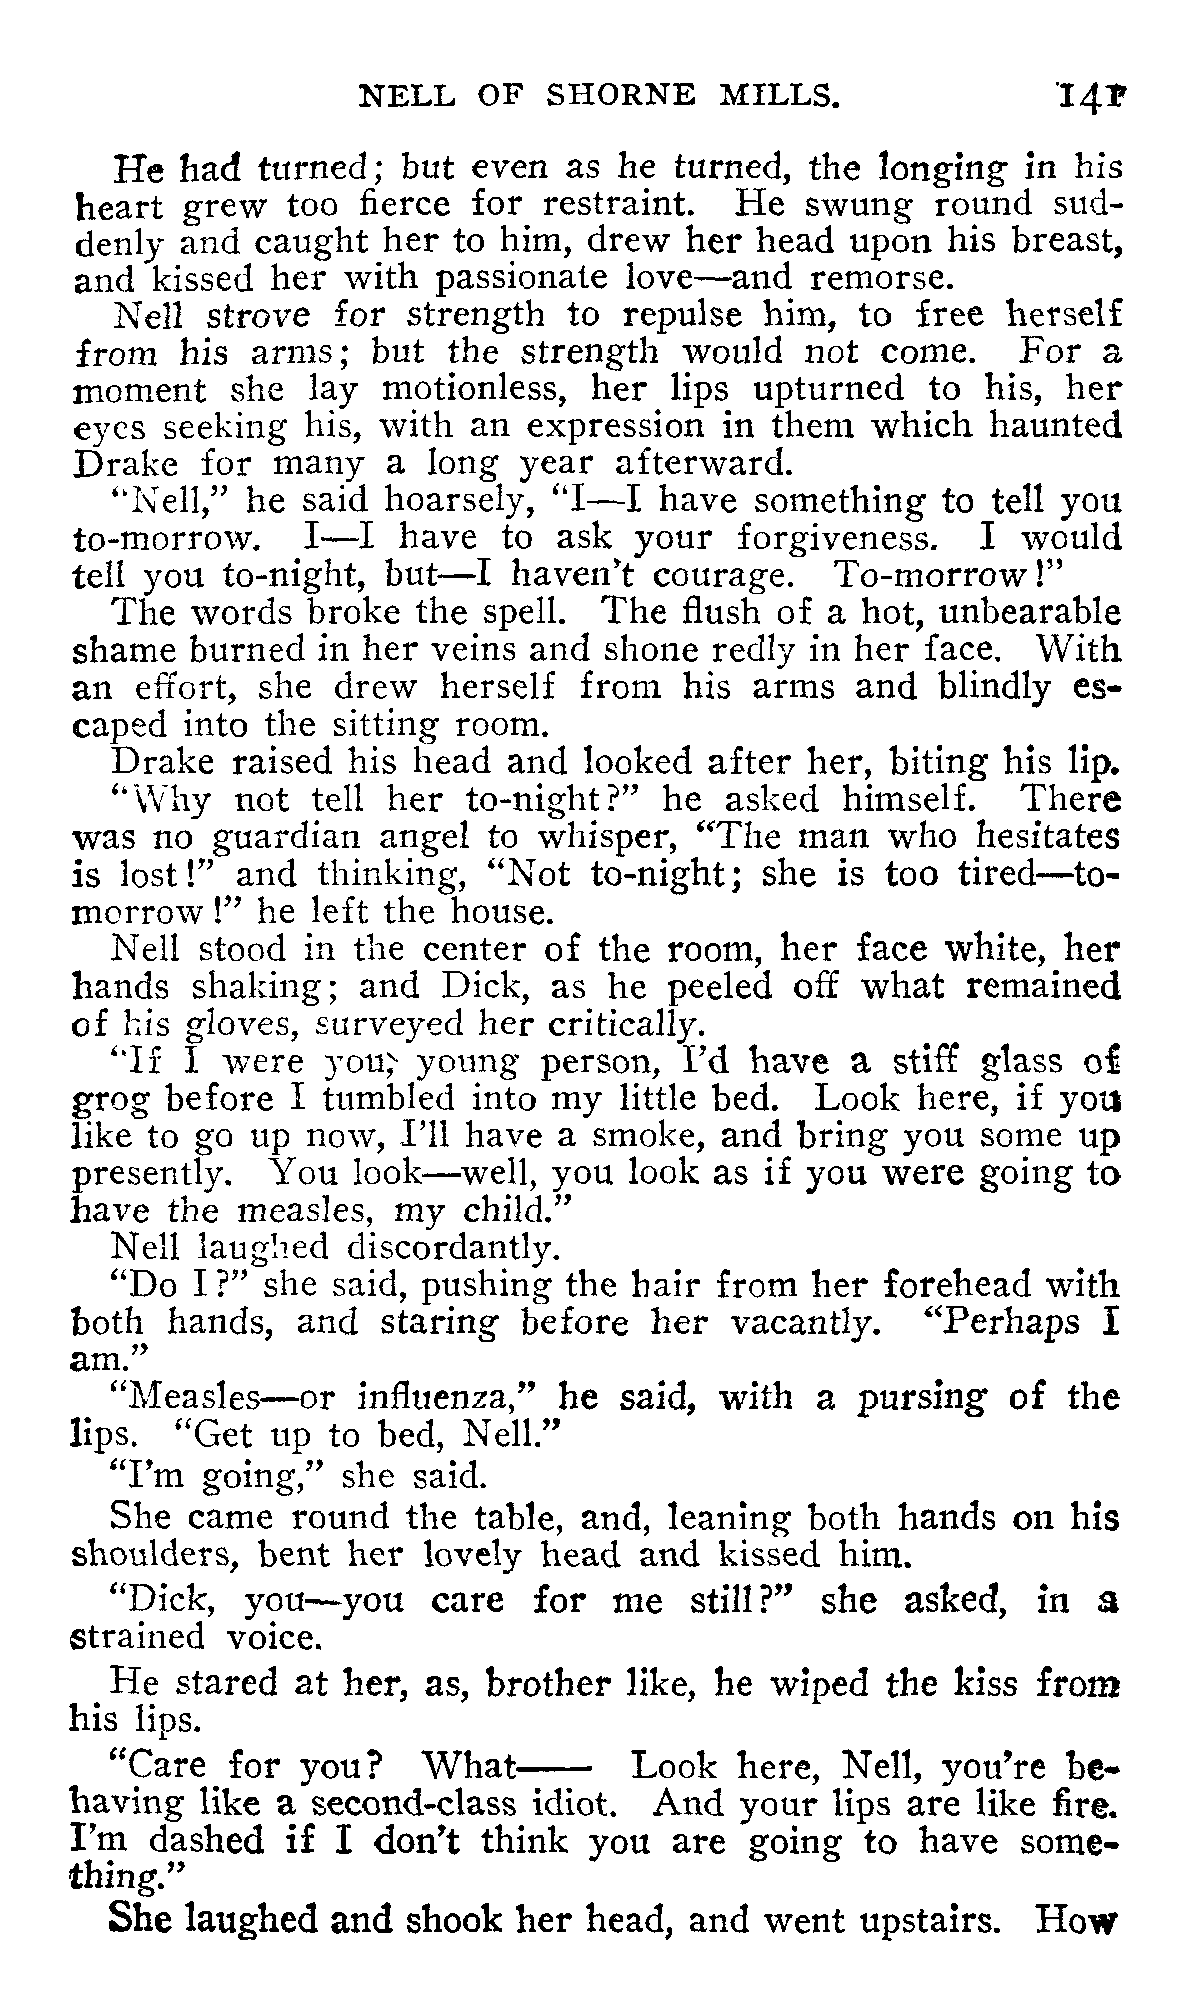 NELL OF SHORNE MILLS. 141
He had turned; but even as he turned, the longing in his
heart grew too fierce for restraint. He swung round sud-
denly and caught her to him, drew her head upon his breast,
and kissed her with passionate love—and remorse.
Nell strove for strength to repulse him, to free herself
from his arms; but the strength would not come. For a
moment she lay motionless, her lips upturned to his, her
eyes seeking his, with an expression in them which haunted
Drake for many a long year afterward.
"Nell," he said hoarsely, "I—I have something to tell you
to-morrow. I—I have to ask your forgiveness. I would
tell you to-night, but—I haven't courage. To-morrow!"
The words broke the spell. The flush of a hot, unbearable
shame burned in her veins and shone redly in her face. With
an effort, she drew herself from his arms and blindly es-
caped into the sitting room.
Drake raised his head and looked after her, biting his lip.
"Why not tell her to-night?" he asked himself. There
was no guardian angel to whisper, "The man who hesitates
is lost!" and thinking, "Not to-night; she is too tired—to-
morrow!" he left the house.
Nell stood in the center of the room, her face white, her
hands shaking; and Dick, as he peeled off what remained
of his gloves, surveyed her critically.
"If I were you, young person, I'd have a stiff glass of
grog before I tumbled into my little bed. Look here, if you
like to go up now, I'll have a smoke, and bring you some up
presently. You look—well, you look as if you were going to
have the measles, my child."
Nell laughed discordantly.
"Do I?" she said, pushing the hair from her forehead with
both hands, and staring before her vacantly. "Perhaps I
am."
"Measles—or influenza," he said, with a pursing of the
lips. "Get up to bed, Nell."
"I'm going," she said.
She came round the table, and, leaning both hands on his
shoulders, bent her lovely head and kissed him.
"Dick, you—you care for me still?" she asked, in a
strained voice.
He stared at her, as, brother like, he wiped the kiss from
his lips.
"Care for you? What—— Look here, Nell, you're be-
having like a second-class idiot. And your lips are like fire.
I'm dashed if I don't think you are going to have some-
thing."
She laughed and shook her head, and went upstairs. How